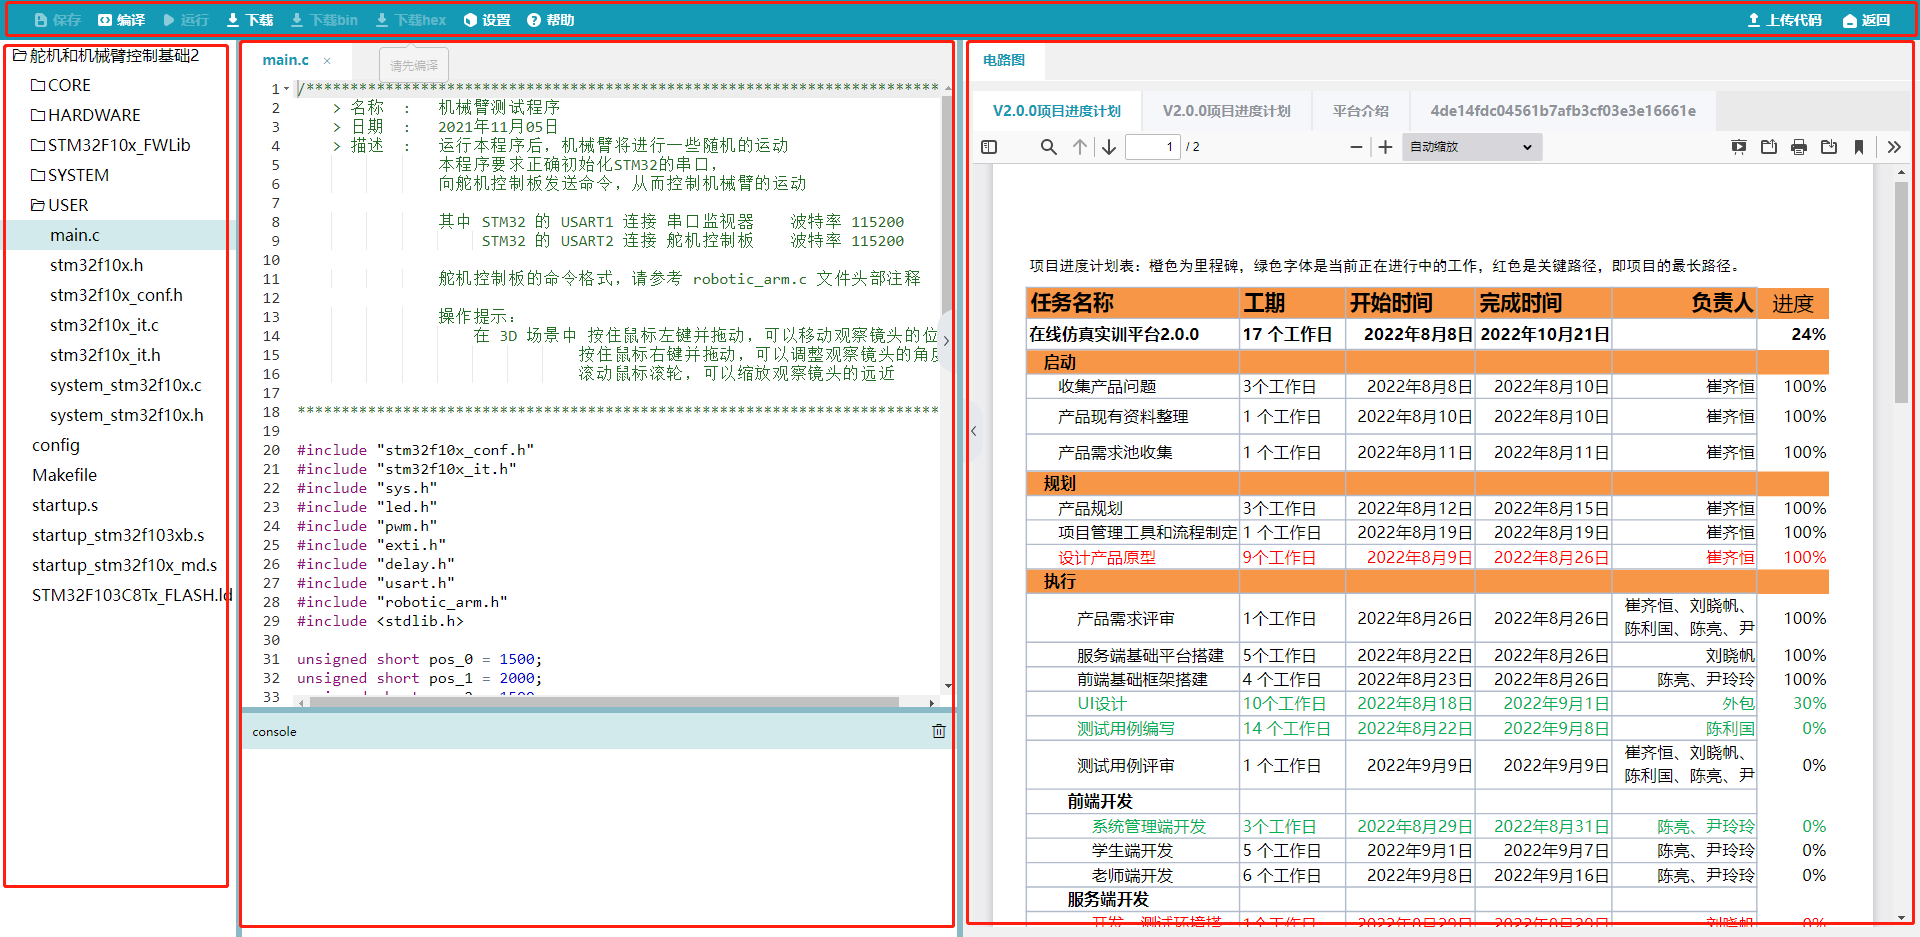 保存 编译 运行 下载 下载bin 下载hex 设置 帮助 上传代码 返回
舵机和机械臂控制基础2
CORE
HARDWARE
STM32F10x_FWLib
SYSTEM
USER
main.c
stm32f10x.h
stm32f10x_conf.h
stm32f10x_it.c
stm32f10x_it.h
system_stm32f10x.c
system_stm32f10x.h
config
Makefile
startup.s
startup_stm32f103xb.s
startup_stm32f10x_md.s
STM32F103C8Tx_FLASH.ld
main.c ×
请先编译
1 /*************************************************************************
2 > 名称 : 机械臂测试程序
3 > 日期 : 2021年11月05日
4 > 描述 : 运行本程序后，机械臂将进行一些随机的运动
5 本程序要求正确初始化STM32的串口，
6 向舵机控制板发送命令，从而控制机械臂的运动
7
8 其中 STM32 的 USART1 连接 串口监视器 波特率 115200
9 STM32 的 USART2 连接 舵机控制板 波特率 115200
10
11 舵机控制板的命令格式，请参考 robotic_arm.c 文件头部注释
12
13 操作提示：
14 在 3D 场景中 按住鼠标左键并拖动，可以移动观察镜头的位
15 按住鼠标右键并拖动，可以调整观察镜头的角度
16 滚动鼠标滚轮，可以缩放观察镜头的远近
17
18 *************************************************************************
19
20 #include "stm32f10x_conf.h"
21 #include "stm32f10x_it.h"
22 #include "sys.h"
23 #include "led.h"
24 #include "pwm.h"
25 #include "exti.h"
26 #include "delay.h"
27 #include "usart.h"
28 #include "robotic_arm.h"
29 #include <stdlib.h>
30
31 unsigned short pos_0 = 1500;
32 unsigned short pos_1 = 2000;
33
console
电路图
V2.0.0项目进度计划 V2.0.0项目进度计划 平台介绍 4de14fdc04561b7afb3cf03e3e16661e
1 / 2 自动缩放
项目进度计划表：橙色为里程碑，绿色字体是当前正在进行中的工作，红色是关键路径，即项目的最长路径。
任务名称 工期 开始时间 完成时间 负责人 进度
在线仿真实训平台2.0.0 17 个工作日 2022年8月8日 2022年10月21日 24%
启动
收集产品问题 3个工作日 2022年8月8日 2022年8月10日 崔齐恒 100%
产品现有资料整理 1 个工作日 2022年8月10日 2022年8月10日 崔齐恒 100%
产品需求池收集 1 个工作日 2022年8月11日 2022年8月11日 崔齐恒 100%
规划
产品规划 3个工作日 2022年8月12日 2022年8月15日 崔齐恒 100%
项目管理工具和流程制定 1 个工作日 2022年8月19日 2022年8月19日 崔齐恒 100%
设计产品原型 9个工作日 2022年8月9日 2022年8月26日 崔齐恒 100%
执行
产品需求评审 1个工作日 2022年8月26日 2022年8月26日 崔齐恒、刘晓帆、 100%
陈利国、陈亮、尹
服务端基础平台搭建 5个工作日 2022年8月22日 2022年8月26日 刘晓帆 100%
前端基础框架搭建 4 个工作日 2022年8月23日 2022年8月26日 陈亮、尹玲玲 100%
UI设计 10个工作日 2022年8月18日 2022年9月1日 外包 30%
测试用例编写 14 个工作日 2022年8月22日 2022年9月8日 陈利国 0%
测试用例评审 1 个工作日 2022年9月9日 2022年9月9日 崔齐恒、刘晓帆、 0%
陈利国、陈亮、尹
前端开发
系统管理端开发 3个工作日 2022年8月29日 2022年8月31日 陈亮、尹玲玲 0%
学生端开发 5 个工作日 2022年9月1日 2022年9月7日 陈亮、尹玲玲 0%
老师端开发 6 个工作日 2022年9月8日 2022年9月16日 陈亮、尹玲玲 0%
服务端开发